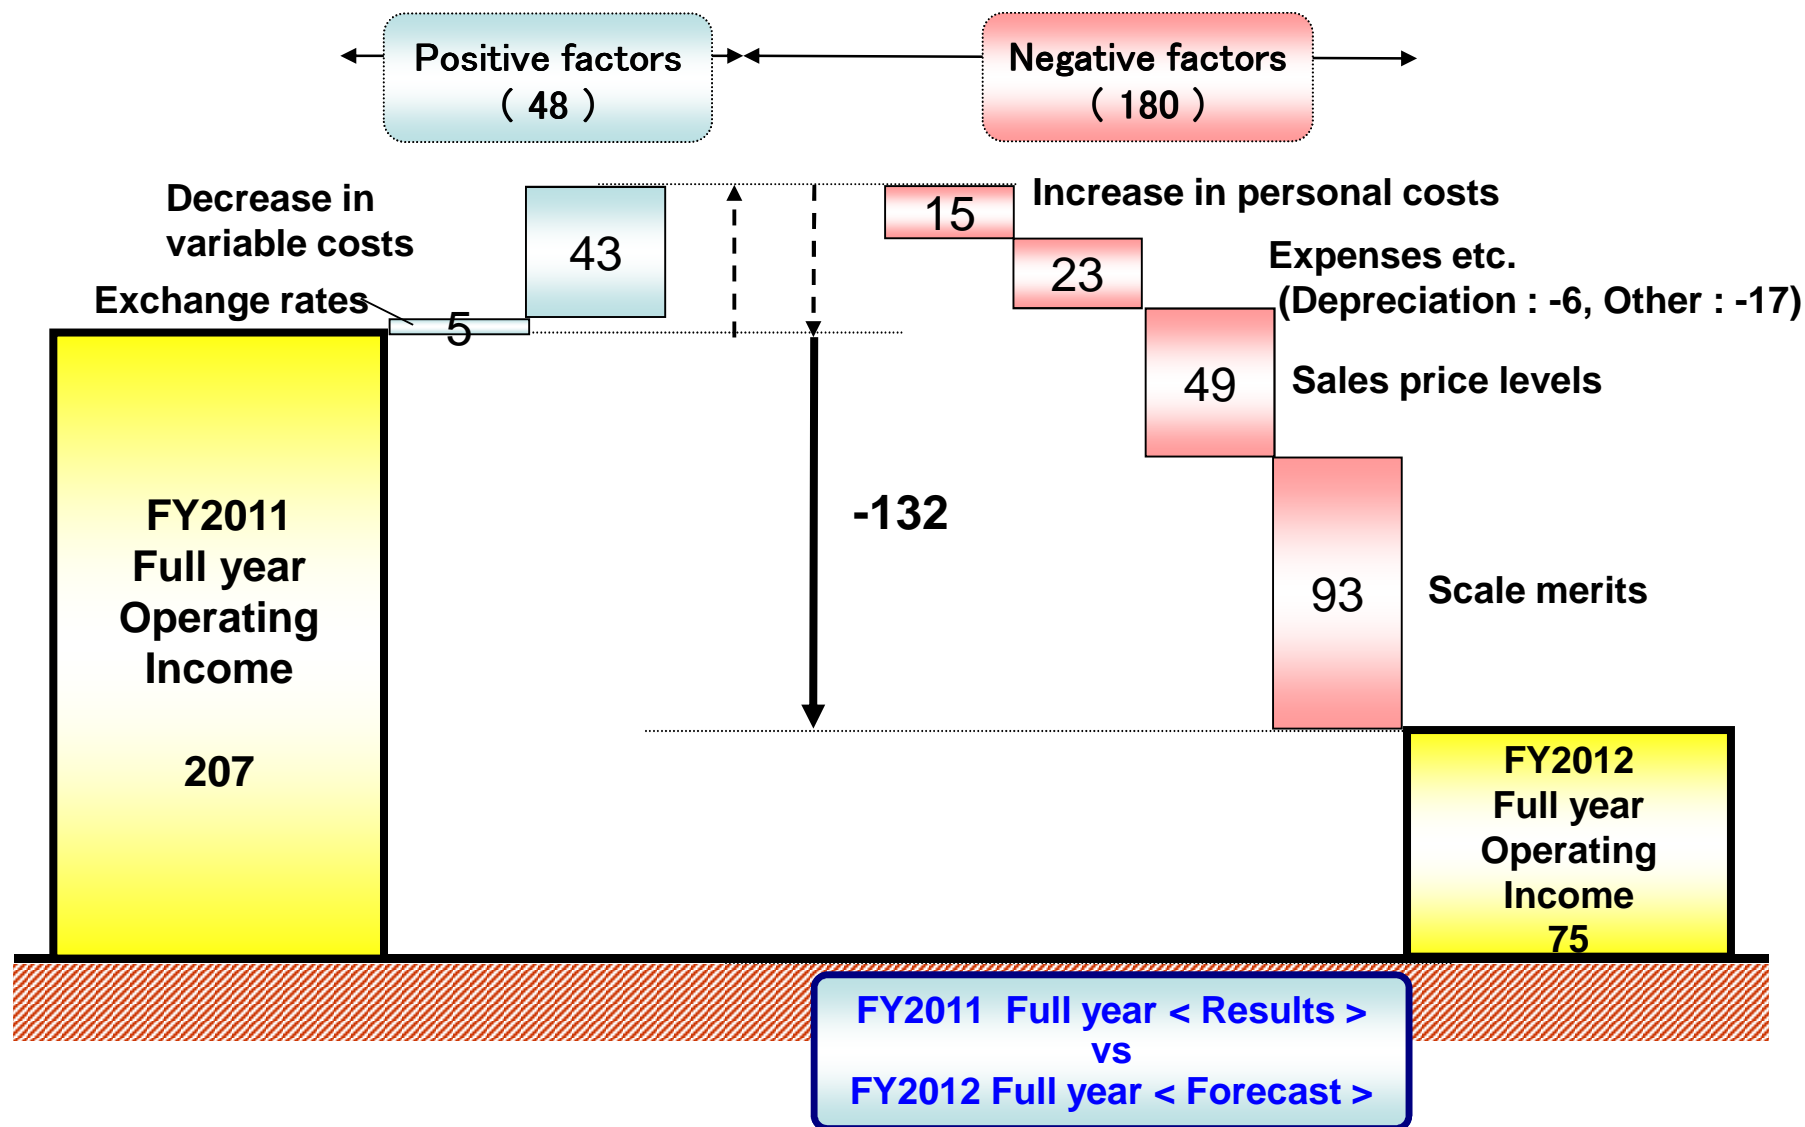 Positive factors
( 48 )
Negative factors
( 180 )
Decrease in
variable costs
43
Exchange rates
5
15
Increase in personal costs
23
Expenses etc.
(Depreciation : -6, Other : -17)
49
Sales price levels
-132
93
Scale merits
FY2011
Full year
Operating
Income
207
FY2012
Full year
Operating
Income
75
FY2011 Full year < Results >
vs
FY2012 Full year < Forecast >